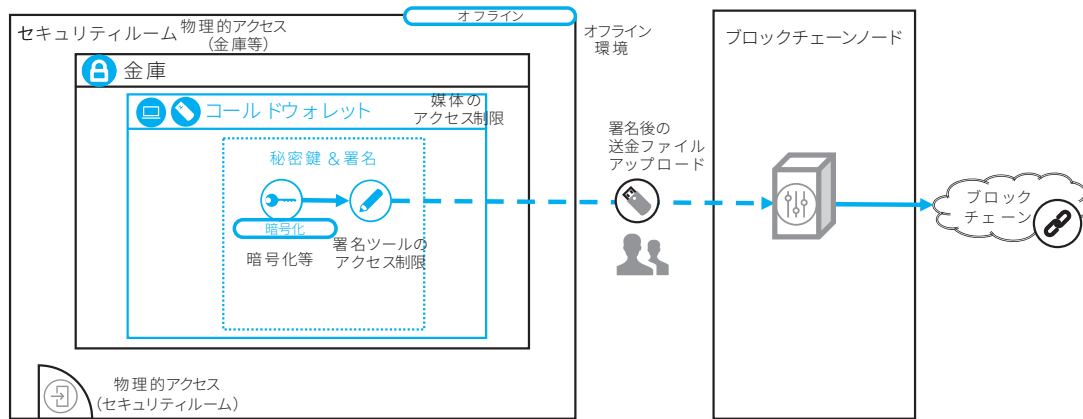 オフライン
セキュリティルーム
物理的アクセス
(金庫等)
オフライン
環境
ブロックチェーンノード
金庫
コールドウォレット
媒体の
アクセス制限
署名後の
送金ファイル
アップロード
秘密鍵&署名
暗号化
暗号化等
署名ツールの
アクセス制限
ブロック
チェーン
物理的アクセス
(セキュリティルーム)